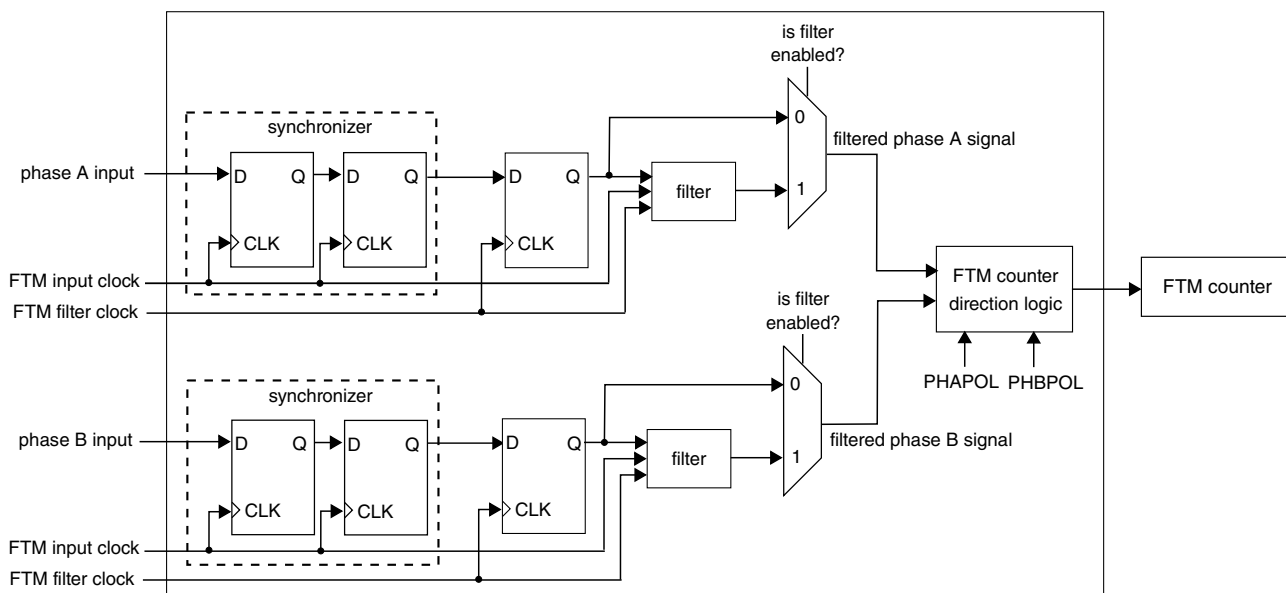 is filter
enabled?
synchronizer
0
filtered phase A signal
phase A input
D Q D Q D Q
filter
1
CLK CLK CLK
FTM input clock
FTM filter clock
FTM counter
direction logic
FTM counter
is filter
enabled?
PHAPOL PHBPOL
synchronizer
0
phase B input
D Q D Q D Q
filtered phase B signal
filter
1
CLK CLK CLK
FTM input clock
FTM filter clock